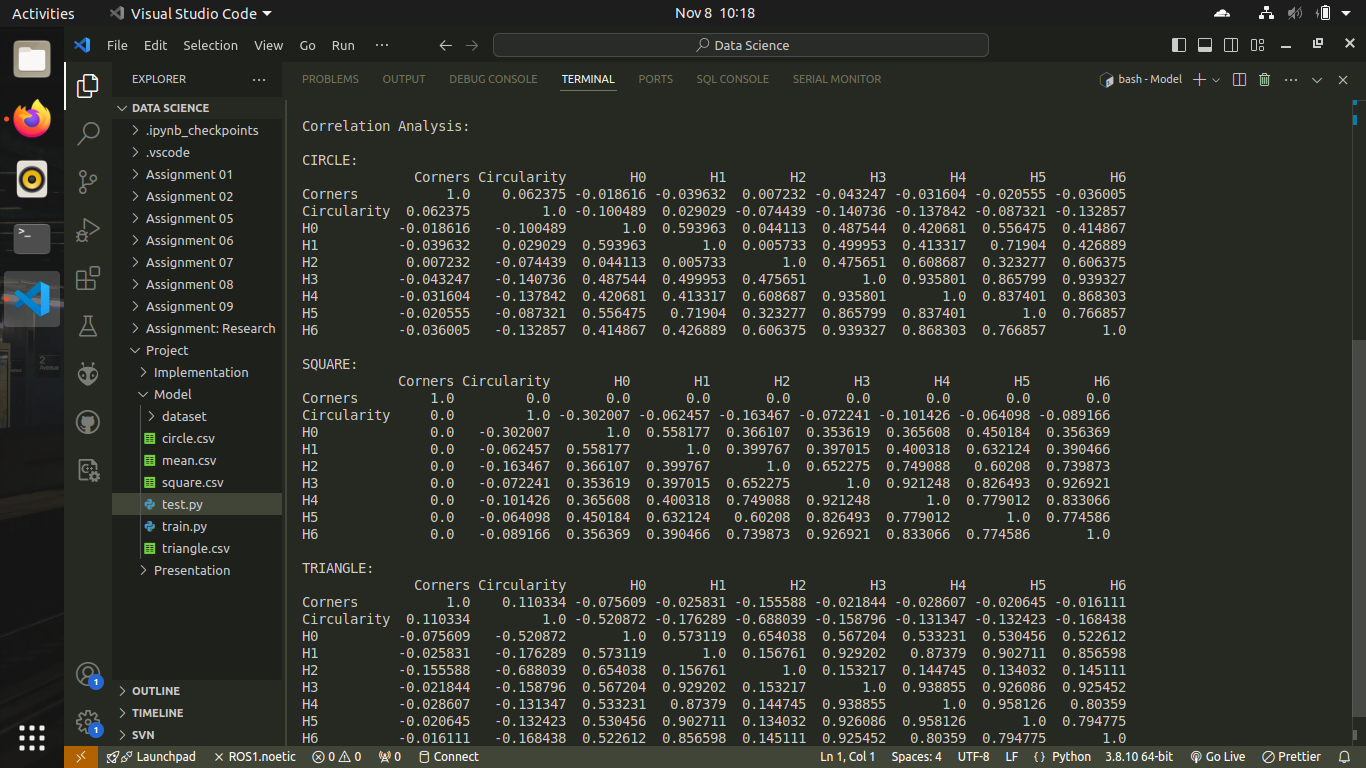 Activities Visual Studio Code Nov 8 10:18
File Edit Selection View Go Run ··· Data Science
EXPLORER ···
DATA SCIENCE
.ipynb_checkpoints
.vscode
Assignment 01
Assignment 02
Assignment 05
Assignment 06
Assignment 07
Assignment 08
Assignment 09
Assignment: Research
Project
Implementation
Model
dataset
circle.csv
mean.csv
square.csv
test.py
train.py
triangle.csv
Presentation
OUTLINE
TIMELINE
SVN
1
1
PROBLEMS OUTPUT DEBUG CONSOLE TERMINAL PORTS SQL CONSOLE SERIAL MONITOR bash - Model
Correlation Analysis:
CIRCLE:
Corners Circularity H0 H1 H2 H3 H4 H5 H6
Corners 1.0 0.062375 -0.018616 -0.039632 0.007232 -0.043247 -0.031604 -0.020555 -0.036005
Circularity 0.062375 1.0 -0.100489 0.029029 -0.074439 -0.140736 -0.137842 -0.087321 -0.132857
H0 -0.018616 -0.100489 1.0 0.593963 0.044113 0.487544 0.420681 0.556475 0.414867
H1 -0.039632 0.029029 0.593963 1.0 0.005733 0.499953 0.413317 0.71904 0.426889
H2 0.007232 -0.074439 0.044113 0.005733 1.0 0.475651 0.608687 0.323277 0.606375
H3 -0.043247 -0.140736 0.487544 0.499953 0.475651 1.0 0.935801 0.865799 0.939327
H4 -0.031604 -0.137842 0.420681 0.413317 0.608687 0.935801 1.0 0.837401 0.868303
H5 -0.020555 -0.087321 0.556475 0.71904 0.323277 0.865799 0.837401 1.0 0.766857
H6 -0.036005 -0.132857 0.414867 0.426889 0.606375 0.939327 0.868303 0.766857 1.0
SQUARE:
Corners Circularity H0 H1 H2 H3 H4 H5 H6
Corners 1.0 0.0 0.0 0.0 0.0 0.0 0.0 0.0 0.0
Circularity 0.0 1.0 -0.302007 -0.062457 -0.163467 -0.072241 -0.101426 -0.064098 -0.089166
H0 0.0 -0.302007 1.0 0.558177 0.366107 0.353619 0.365608 0.450184 0.356369
H1 0.0 -0.062457 0.558177 1.0 0.399767 0.397015 0.400318 0.632124 0.390466
H2 0.0 -0.163467 0.366107 0.399767 1.0 0.652275 0.749088 0.60208 0.739873
H3 0.0 -0.072241 0.353619 0.397015 0.652275 1.0 0.921248 0.826493 0.926921
H4 0.0 -0.101426 0.365608 0.400318 0.749088 0.921248 1.0 0.779012 0.833066
H5 0.0 -0.064098 0.450184 0.632124 0.60208 0.826493 0.779012 1.0 0.774586
H6 0.0 -0.089166 0.356369 0.390466 0.739873 0.926921 0.833066 0.774586 1.0
TRIANGLE:
Corners Circularity H0 H1 H2 H3 H4 H5 H6
Corners 1.0 0.110334 -0.075609 -0.025831 -0.155588 -0.021844 -0.028607 -0.020645 -0.016111
Circularity 0.110334 1.0 -0.520872 -0.176289 -0.688039 -0.158796 -0.131347 -0.132423 -0.168438
H0 -0.075609 -0.520872 1.0 0.573119 0.654038 0.567204 0.533231 0.530456 0.522612
H1 -0.025831 -0.176289 0.573119 1.0 0.156761 0.929202 0.87379 0.902711 0.856598
H2 -0.155588 -0.688039 0.654038 0.156761 1.0 0.153217 0.144745 0.134032 0.145111
H3 -0.021844 -0.158796 0.567204 0.929202 0.153217 1.0 0.938855 0.926086 0.925452
H4 -0.028607 -0.131347 0.533231 0.87379 0.144745 0.938855 1.0 0.958126 0.80359
H5 -0.020645 -0.132423 0.530456 0.902711 0.134032 0.926086 0.958126 1.0 0.794775
H6 -0.016111 -0.168438 0.522612 0.856598 0.145111 0.925452 0.80359 0.794775 1.0
Launchpad ROS1.noetic 0 0 0 Connect Ln 1, Col 1 Spaces: 4 UTF-8 LF Python 3.8.10 64-bit Go Live Prettier